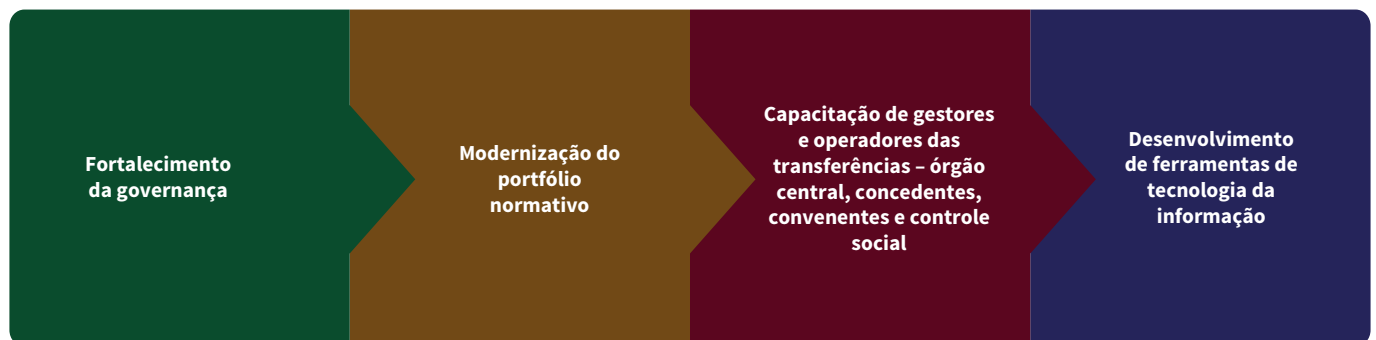 Fortalecimento
da governança
Modernização do
portfólio
normativo
Capacitação de gestores
e operadores das
transferências – órgão
central, concedentes,
convenentes e controle
social
Desenvolvimento
de ferramentas de
tecnologia da
informação